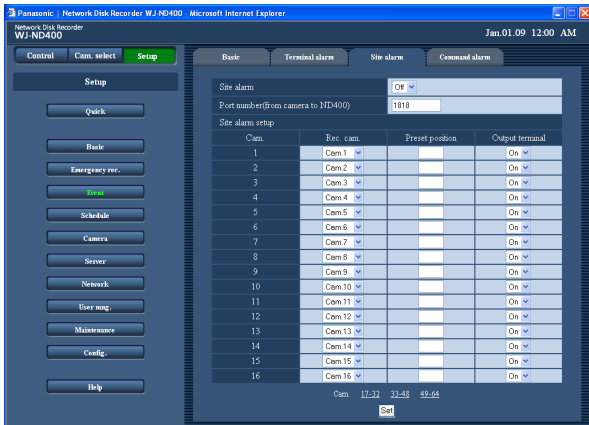 Panasonic | Network Disk Recorder WJ-ND400 - Microsoft Internet Explorer
Network Disk Recorder
WJ-ND400
Jan.01.09 12:00 AM
Control Cam. select Setup
Basic Terminal alarm Site alarm Command alarm
Setup
Quick
Basic
Emergency rec.
Event
Schedule
Camera
Server
Network
User mng.
Maintenance
Config.
Help
Site alarm Off
Port number(from camera to ND400) 1818
Site alarm setup
Cam. Rec. cam. Preset position Output terminal
1 Cam.1 On
2 Cam.2 On
3 Cam.3 On
4 Cam.4 On
5 Cam.5 On
6 Cam.6 On
7 Cam.7 On
8 Cam.8 On
9 Cam.9 On
10 Cam.10 On
11 Cam.11 On
12 Cam.12 On
13 Cam.13 On
14 Cam.14 On
15 Cam.15 On
16 Cam.16 On
Cam. 17-32 33-48 49-64
Set